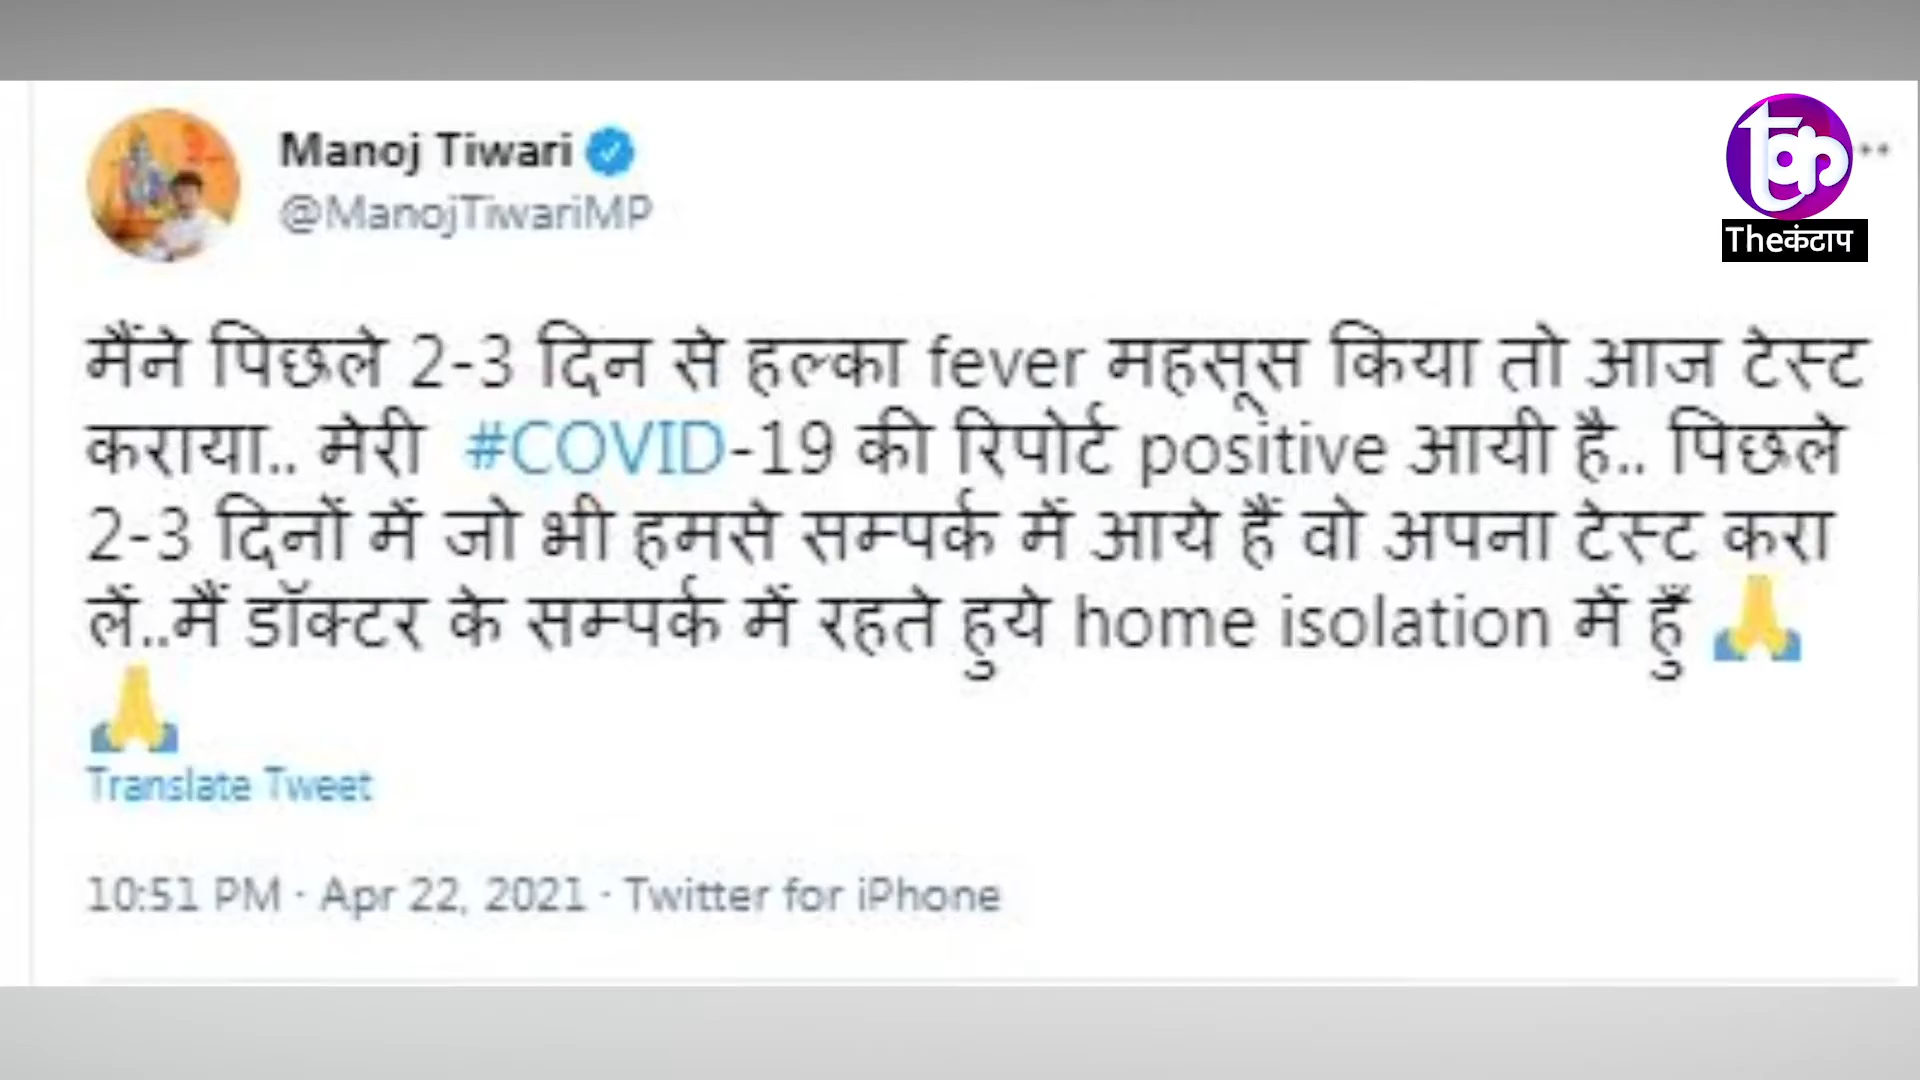 Manoj Tiwari
@ManojTiwariMP
Theकंटाप
मैंने पिछले 2-3 दिन से हल्का fever महसूस किया तो आज टेस्ट
कराया.. मेरी #COVID-19 की रिपोर्ट positive आयी है.. पिछले
2-3 दिनों में जो भी हमसे सम्पर्क में आये हैं वो अपना टेस्ट करा
लें..मैं डॉक्टर के सम्पर्क में रहते हुये home isolation में हुँ 🙏
🙏
Translate Tweet
10:51 PM · Apr 22, 2021 · Twitter for iPhone